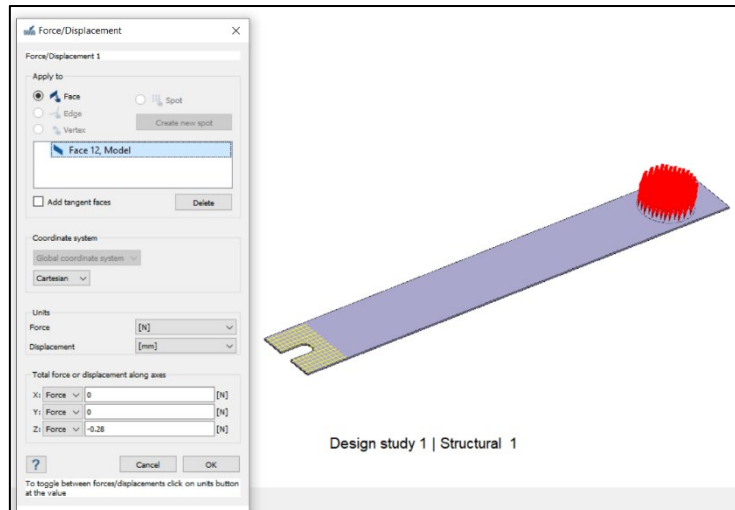 Force/Displacement
Force/Displacement 1
Apply to
Face
Spot
Edge
Create new spot
Vertex
Face 12, Model
Add tangent faces
Delete
Coordinate system
Global coordinate system
Cartesian
Units
Force [N]
Displacement [mm]
Total force or displacement along axes
X: Force 0 [N]
Y: Force 0 [N]
Z: Force -0.28 [N]
? Cancel OK
To toggle between forces/displacements click on units button
at the value
Design study 1 | Structural 1